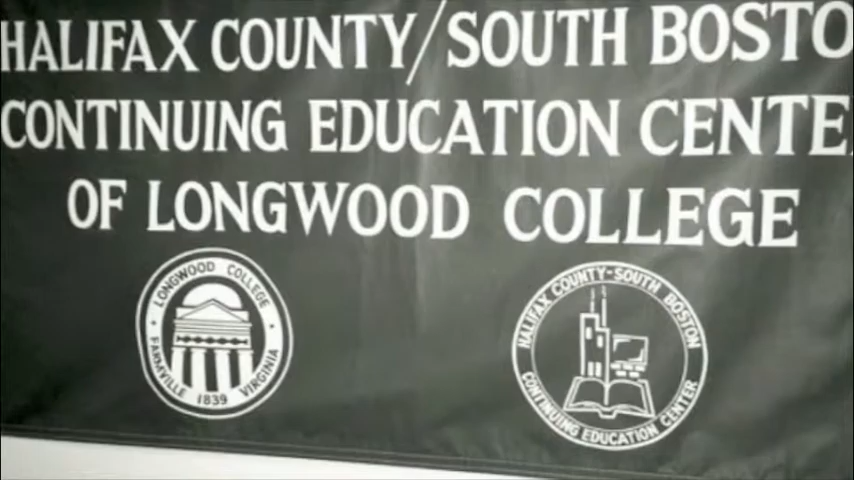 HALIFAX COUNTY/SOUTH BOSTO
CONTINUING EDUCATION CENTE
OF LONGWOOD COLLEGE
LONGWOOD COLLEGE
FARMVILLE 1839 VIRGINIA
HALIFAX COUNTY-SOUTH BOSTON
CONTINUING EDUCATION CENTER